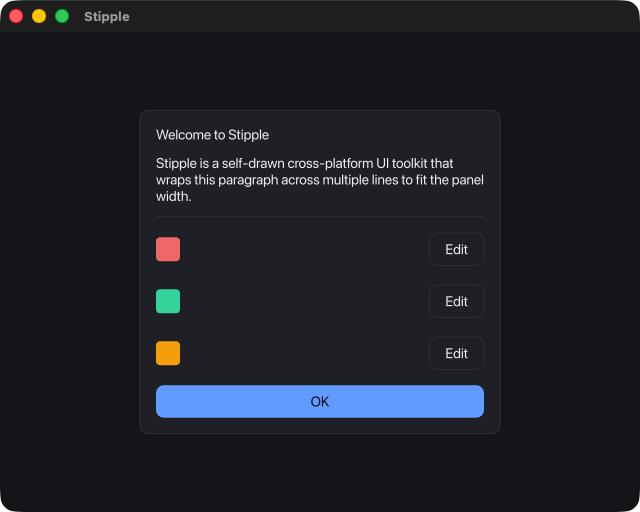 Stipple
Welcome to Stipple
Stipple is a self-drawn cross-platform UI toolkit that
wraps this paragraph across multiple lines to fit the panel
width.
Edit
Edit
Edit
OK